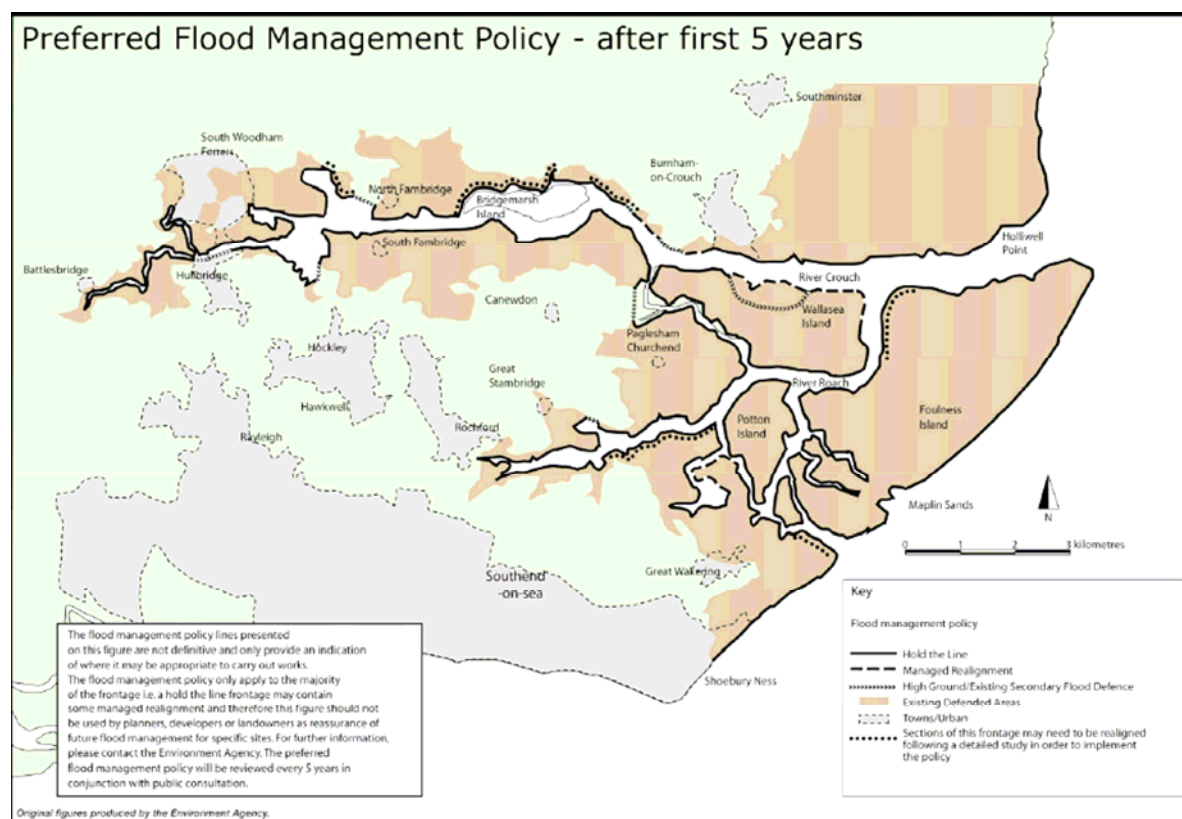 Preferred Flood Management Policy - after first 5 years
Southminster
South Woodham
Ferrers
Burnham-
on-Crouch
North Fambridge
Bridgemarsh
Island
Holliwell
Point
South Fambridge
Battlesbridge
Hullbridge
River Crouch
Canewdon
Wallasea
Island
Paglesham
Churchend
Hockley
Great
Stambridge
River Roach
Hawkwell
Foulness
Island
Potton
Island
Rochford
Rayleigh
Maplin Sands
N
0 1 2 3 kilometres
Great Wakering
Southend
-on-sea
Shoebury Ness
Key
Flood management policy
Hold the Line
Managed Realignment
High Ground/Existing Secondary Flood Defence
Existing Defended Areas
Towns/Urban
Sections of this frontage may need to be realigned
following a detailed study in order to implement
the policy
The flood management policy lines presented
on this figure are not definitive and only provide an indication
of where it may be appropriate to carry out works.
The flood management policy only apply to the majority
of the frontage i.e. a hold the line frontage may contain
some managed realignment and therefore this figure should not
be used by planners, developers or landowners as reassurance of
future flood management for specific sites. For further information,
please contact the Environment Agency. The preferred
flood management policy will be reviewed every 5 years in
conjunction with public consultation.
Original figures produced by the Environment Agency.